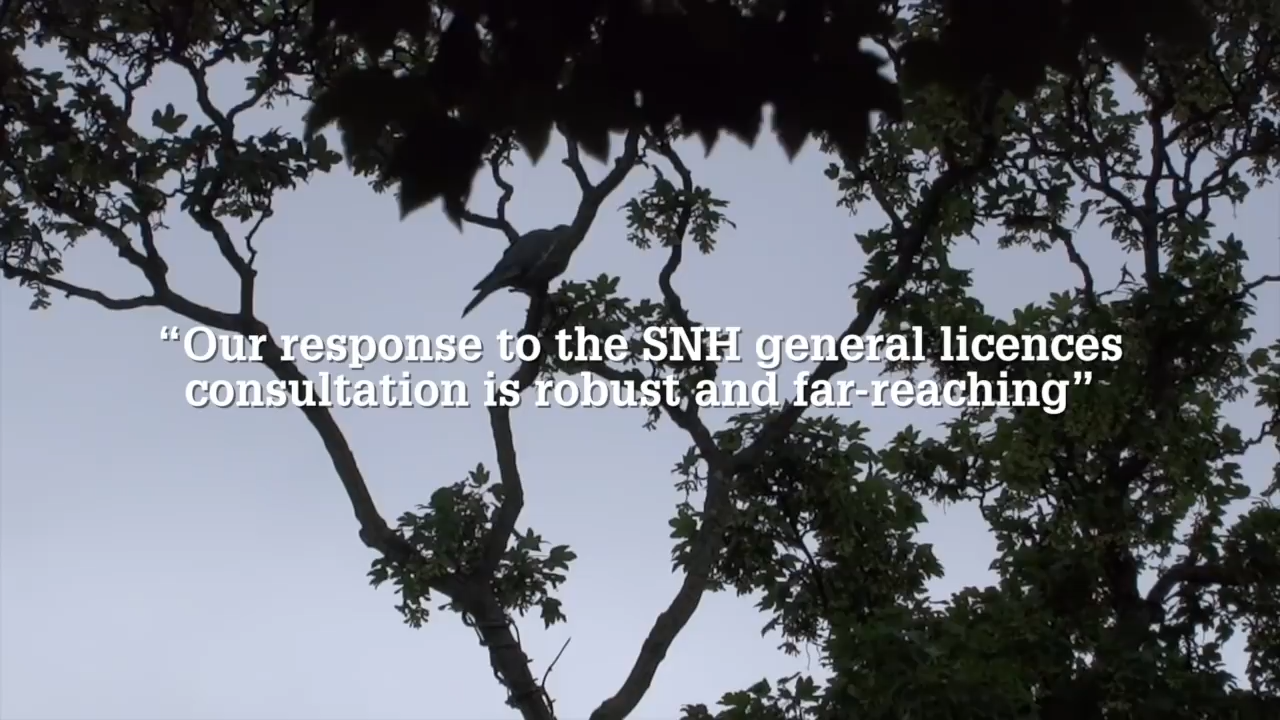 “Our response to the SNH general licences
consultation is robust and far-reaching”